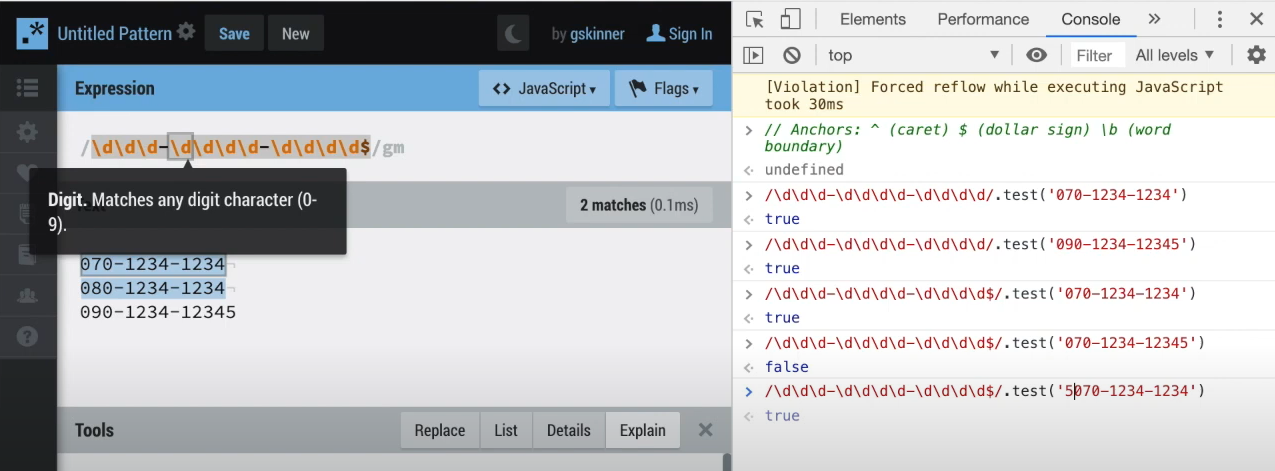 .* Untitled Pattern Save New by gskinner Sign In
Expression <> JavaScript ▾ Flags ▾
/\d\d\d-\d\d\d\d-\d\d\d\d$/gm
Digit. Matches any digit character (0-
9).
2 matches (0.1ms)
070-1234-1234¬
080-1234-1234¬
090-1234-12345
Tools Replace List Details Explain ×
Elements Performance Console »
top ▼ Filter All levels ▼
[Violation] Forced reflow while executing JavaScript
took 30ms
> // Anchors: ^ (caret) $ (dollar sign) \b (word
boundary)
undefined
> /\d\d\d-\d\d\d\d-\d\d\d\d/.test('070-1234-1234')
true
> /\d\d\d-\d\d\d\d-\d\d\d\d/.test('090-1234-12345')
true
> /\d\d\d-\d\d\d\d-\d\d\d\d$/.test('070-1234-1234')
true
> /\d\d\d-\d\d\d\d-\d\d\d\d$/.test('070-1234-12345')
false
> /\d\d\d-\d\d\d\d-\d\d\d\d$/.test('5070-1234-1234')
true